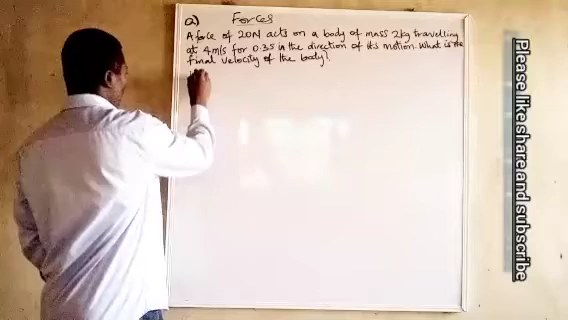 a) Forces
A force of 20N acts on a body of mass 2kg travelling
at 4m/s for 0.3s in the direction of its motion. What is the
final velocity of the body?
Please like share and subscribe